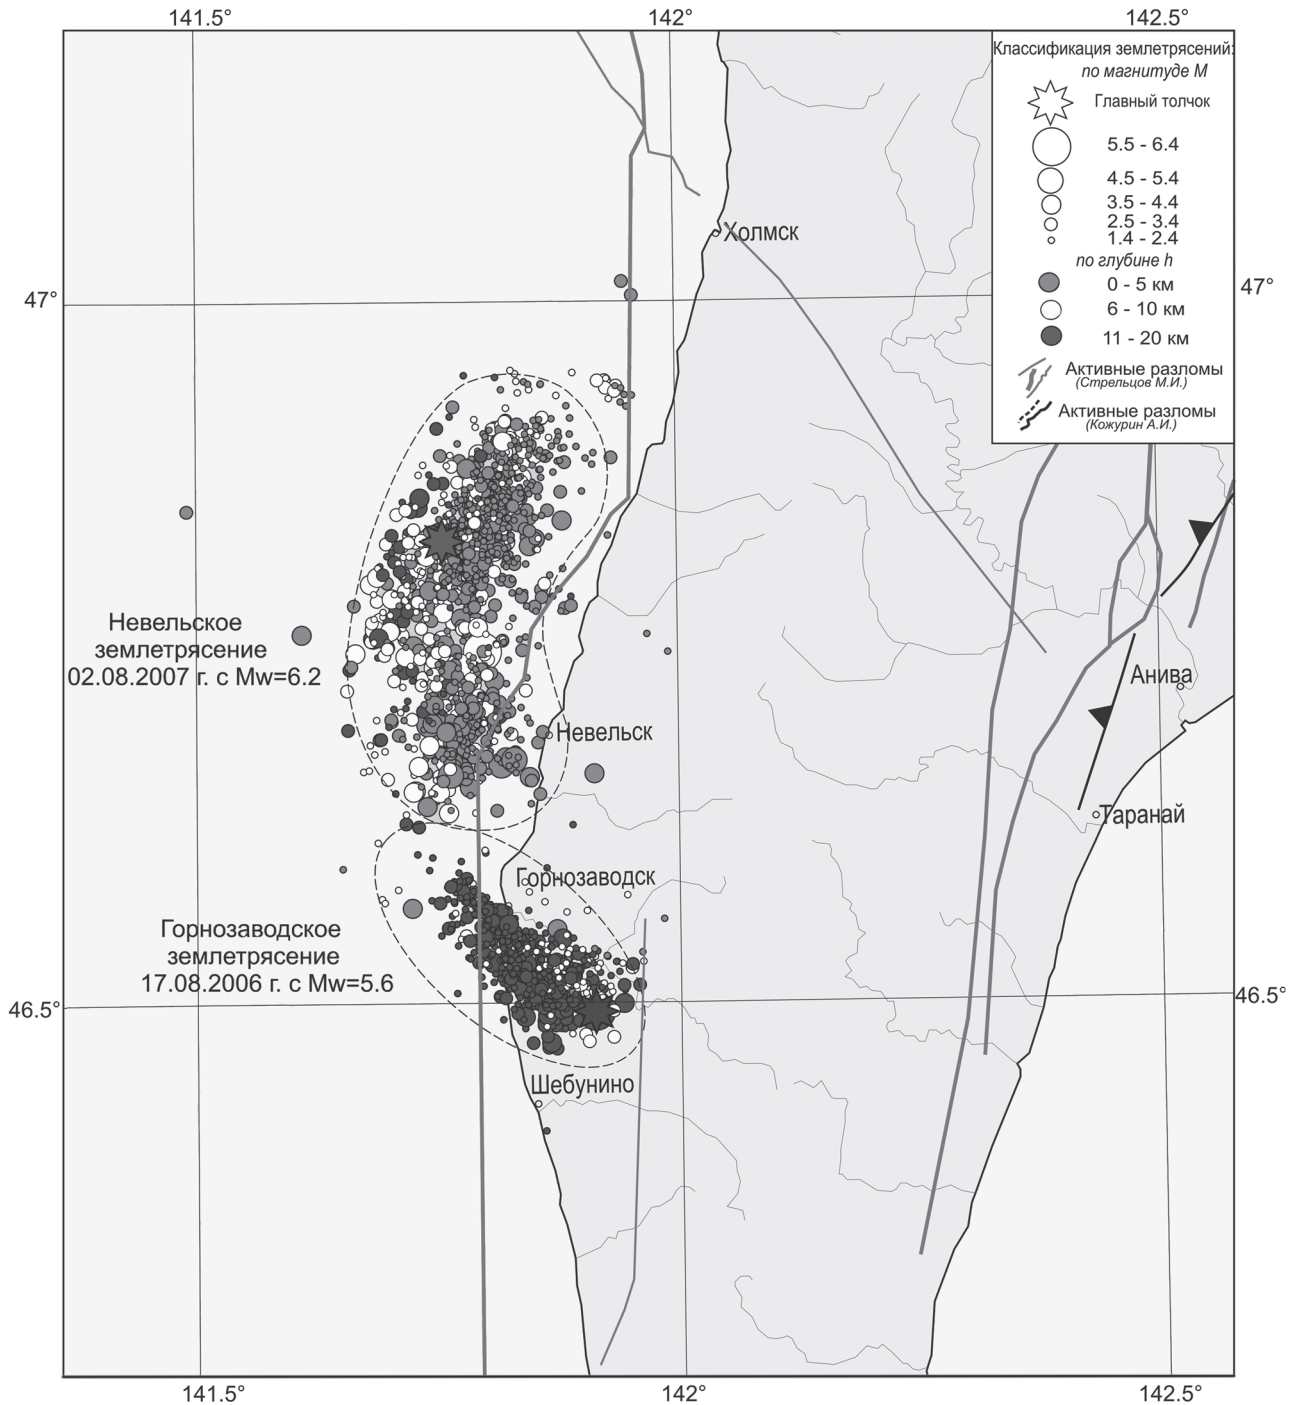 141.5° 142° 142.5°
Классификация землетрясений:
по магнитуде М
Главный толчок
5.5 - 6.4
4.5 - 5.4
3.5 - 4.4
2.5 - 3.4
1.4 - 2.4
по глубине h
0 - 5 км
6 - 10 км
11 - 20 км
Активные разломы
(Стрельцов М.И.)
Активные разломы
(Кожурин А.И.)
Холмск
47° 47°
Невельское
землетрясение
02.08.2007 г. с Mw=6.2
Анива
Невельск
Таранай
Горнозаводск
Горнозаводское
землетрясение
17.08.2006 г. с Mw=5.6
46.5° 46.5°
Шебунино
141.5° 142° 142.5°